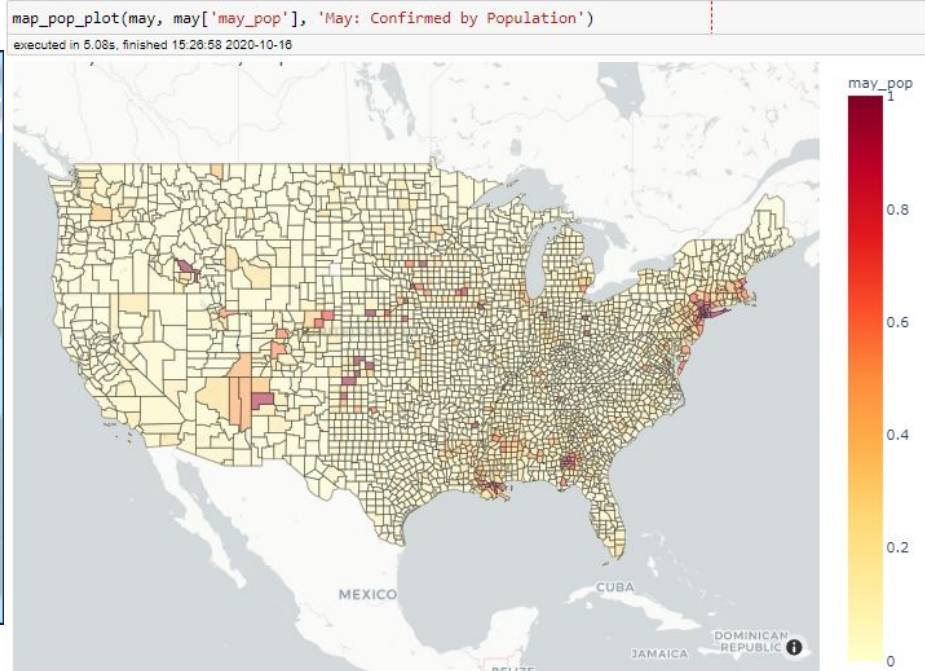 map_pop_plot(may, may['may_pop'], 'May: Confirmed by Population')
executed in 5.08s, finished 15:26:58 2020-10-16
may_pop
1
0.8
0.6
0.4
0.2
0
MEXICO
CUBA
DOMINICAN
REPUBLIC
JAMAICA
BELIZE